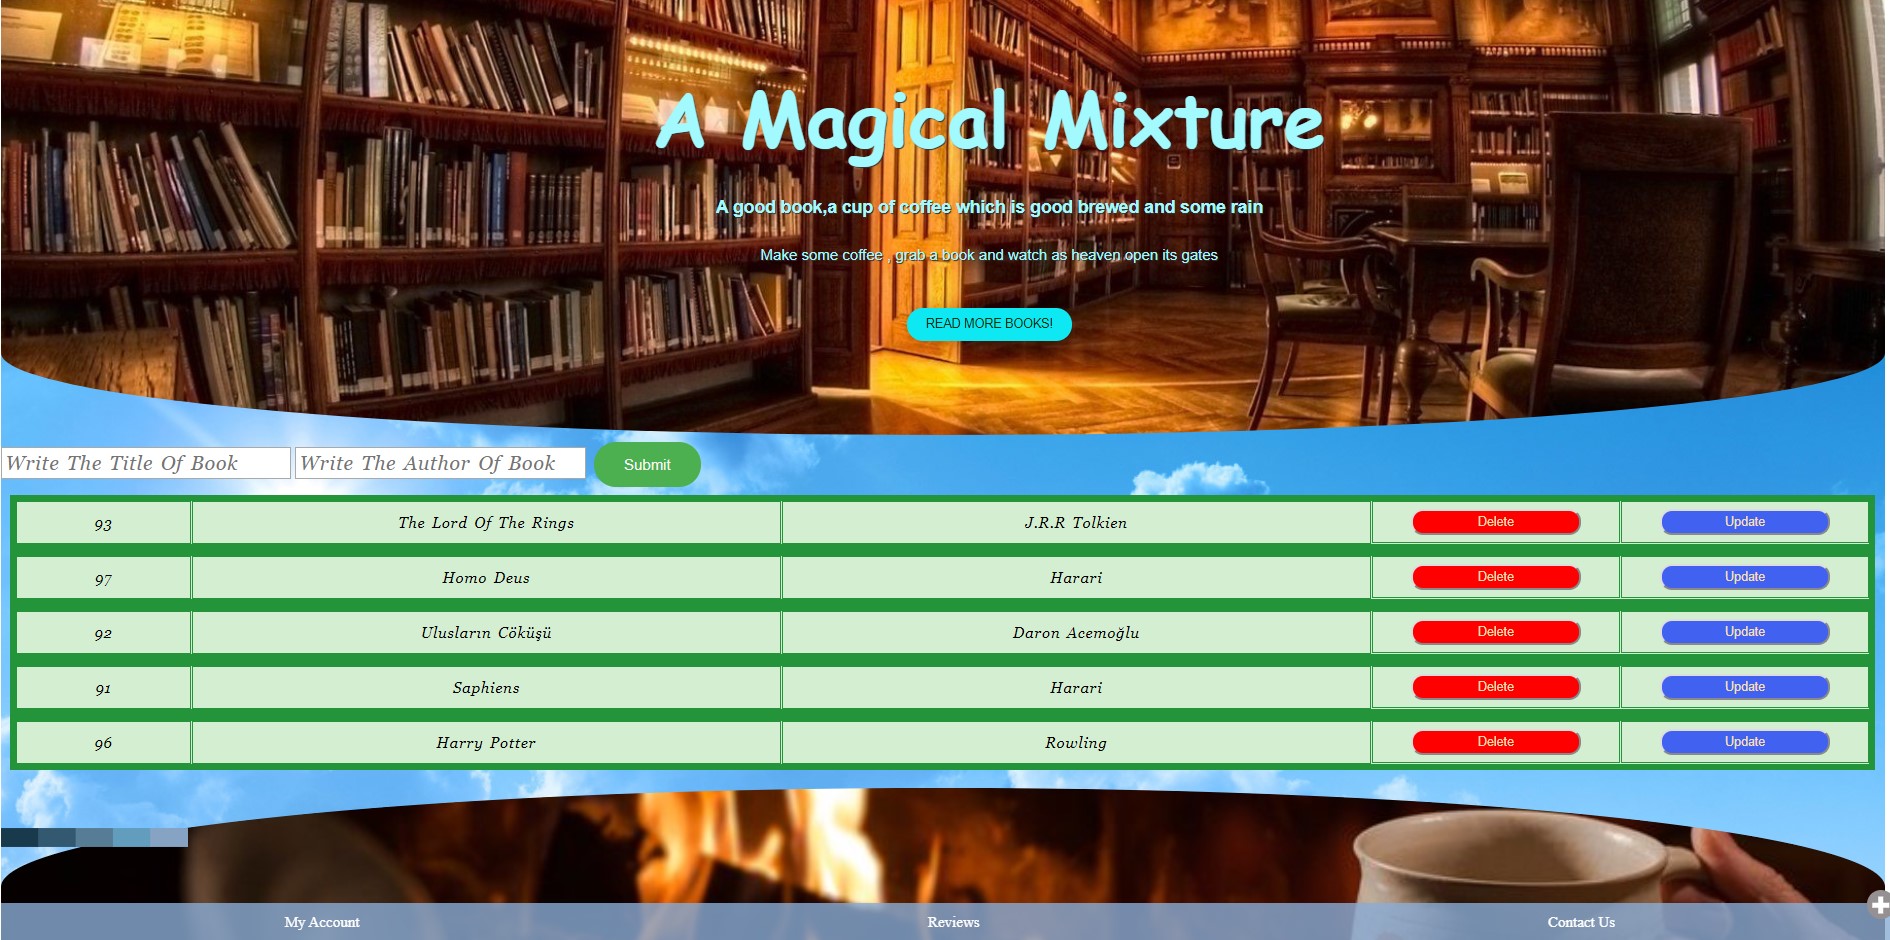 A Magical Mixture
A good book,a cup of coffee which is good brewed and some rain
Make some coffee , grab a book and watch as heaven open its gates
READ MORE BOOKS!
Write The Title Of Book Write The Author Of Book Submit
93 The Lord Of The Rings J.R.R Tolkien Delete Update
97 Homo Deus Harari Delete Update
92 Ulusların Cöküşü Daron Acemoğlu Delete Update
91 Saphiens Harari Delete Update
96 Harry Potter Rowling Delete Update
My Account Reviews Contact Us